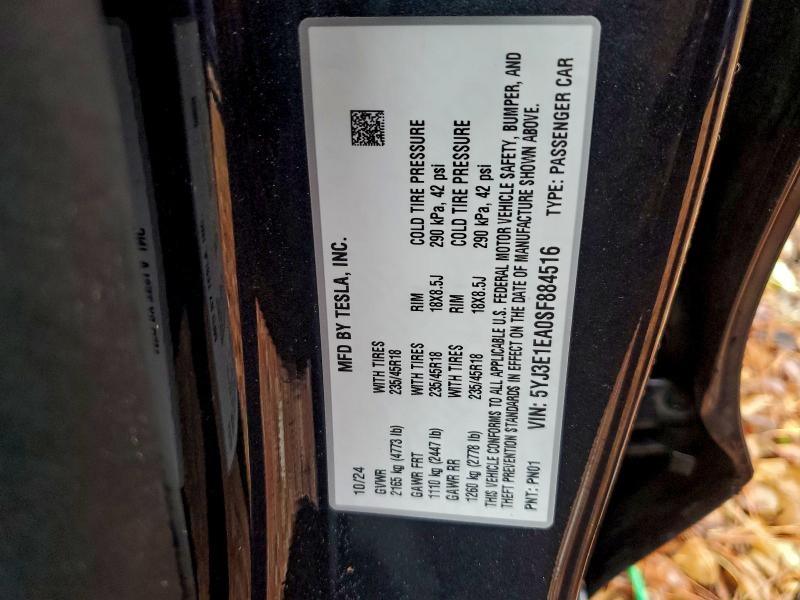 MFD BY TESLA, INC.
10/24
GVWR WITH TIRES RIM COLD TIRE PRESSURE
2165 kg (4773 lb) 235/45R18 18X8.5J 290 kPa, 42 psi
GAWR FRT WITH TIRES RIM COLD TIRE PRESSURE
1110 kg (2447 lb) 235/45R18 18X8.5J 290 kPa, 42 psi
GAWR RR WITH TIRES
1260 kg (2778 lb) 235/45R18
THIS VEHICLE CONFORMS TO ALL APPLICABLE U.S. FEDERAL MOTOR VEHICLE SAFETY, BUMPER, AND
THEFT PREVENTION STANDARDS IN EFFECT ON THE DATE OF MANUFACTURE SHOWN ABOVE.
PNT: PN01 VIN: 5YJ3E1EA0SF884516 TYPE: PASSENGER CAR